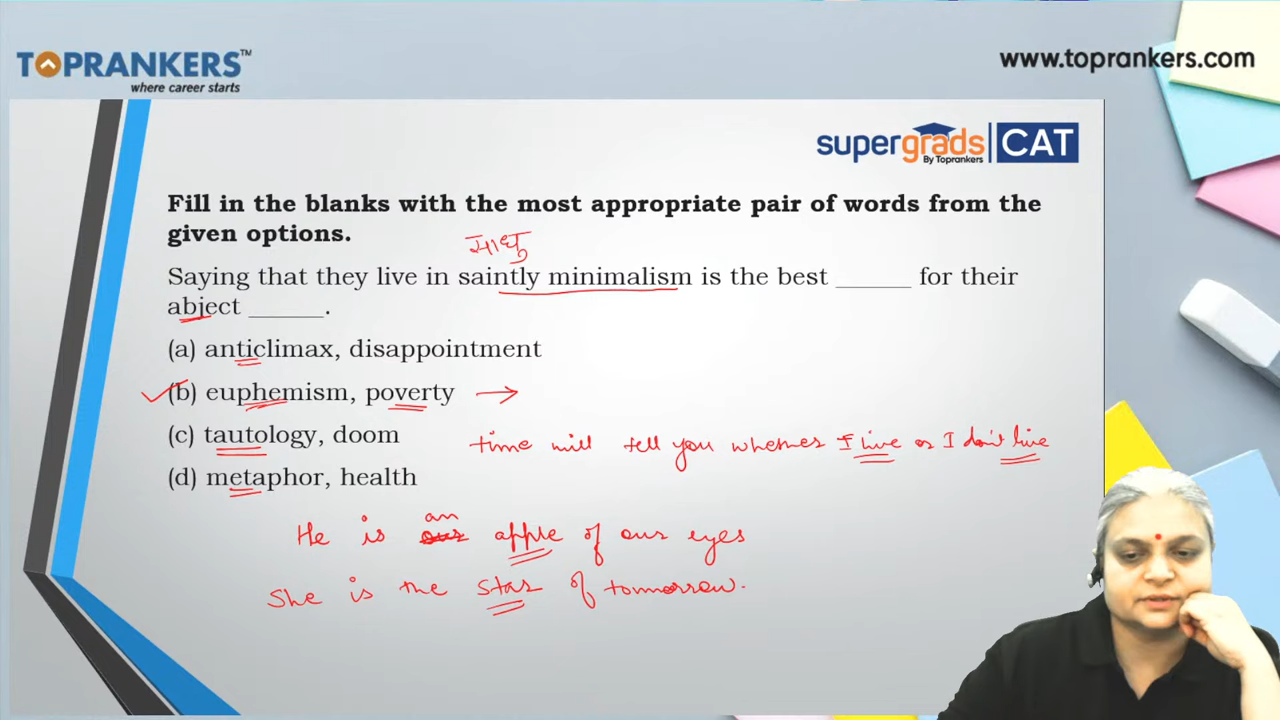 TOPRANKERS™
where career starts
www.toprankers.com
supergrads | CAT
By Toprankers
Fill in the blanks with the most appropriate pair of words from the
given options.
साधु
Saying that they live in saintly minimalism is the best ______ for their
abject ______.
(a) anticlimax, disappointment
(b) euphemism, poverty
(c) tautology, doom
time will tell you whether I live or I don't live
(d) metaphor, health
an
He is our apple of our eyes
She is the star of tomorrow.